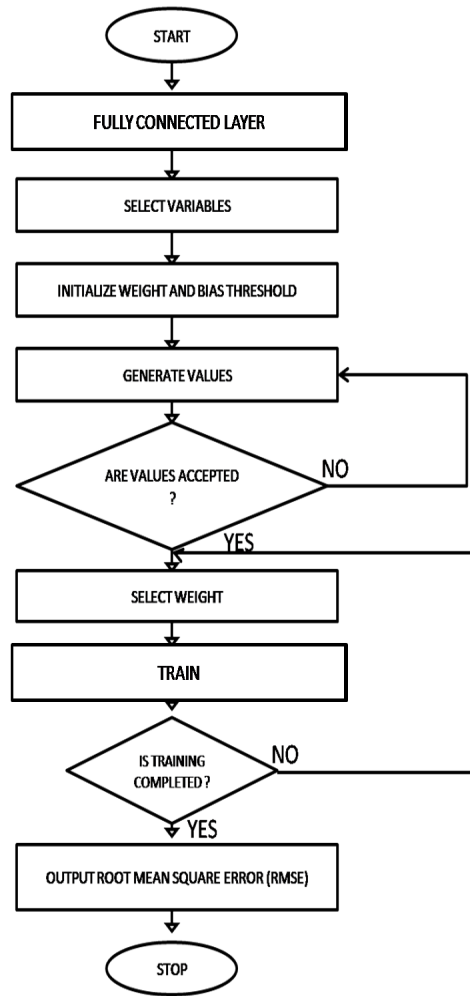 START
FULLY CONNECTED LAYER
SELECT VARIABLES
INITIALIZE WEIGHT AND BIAS THRESHOLD
GENERATE VALUES
ARE VALUES ACCEPTED
?
NO
YES
SELECT WEIGHT
TRAIN
IS TRAINING
COMPLETED ?
NO
YES
OUTPUT ROOT MEAN SQUARE ERROR (RMSE)
STOP